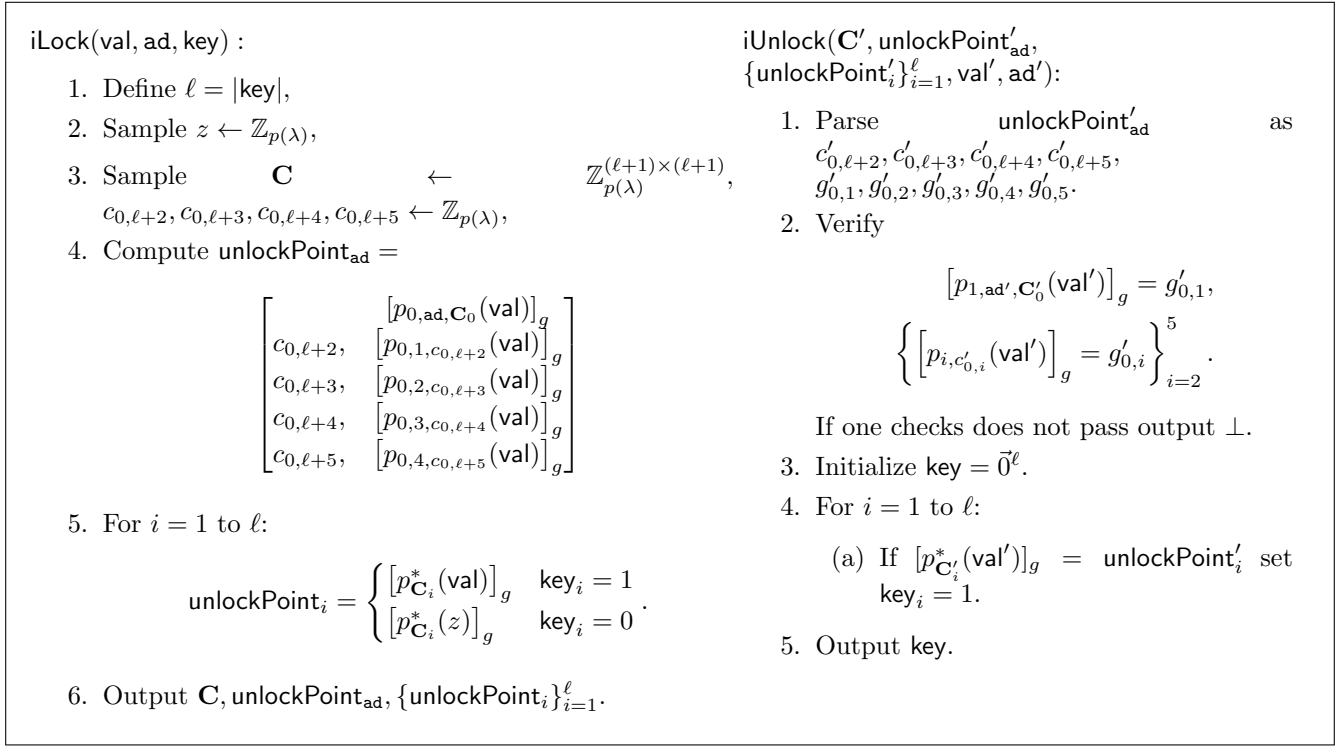 iLock(val, ad, key) :
1. Define ℓ = |key|,
2. Sample z ← ℤ_{p(λ)},
3. Sample C ← ℤ_{p(λ)}^{(ℓ+1)×(ℓ+1)},
c_{0,ℓ+2}, c_{0,ℓ+3}, c_{0,ℓ+4}, c_{0,ℓ+5} ← ℤ_{p(λ)},
4. Compute unlockPoint_{ad} =
[p_{0,ad,C_0}(val)]_g
c_{0,ℓ+2}, [p_{0,1,c_{0,ℓ+2}}(val)]_g
c_{0,ℓ+3}, [p_{0,2,c_{0,ℓ+3}}(val)]_g
c_{0,ℓ+4}, [p_{0,3,c_{0,ℓ+4}}(val)]_g
c_{0,ℓ+5}, [p_{0,4,c_{0,ℓ+5}}(val)]_g
5. For i = 1 to ℓ:
unlockPoint_i = { [p^*_{C_i}(val)]_g key_i = 1
[p^*_{C_i}(z)]_g key_i = 0 .
6. Output C, unlockPoint_{ad}, {unlockPoint_i}_{i=1}^ℓ.
iUnlock(C′, unlockPoint′_{ad},
{unlockPoint′_i}_{i=1}^ℓ, val′, ad′):
1. Parse unlockPoint′_{ad} as
c′_{0,ℓ+2}, c′_{0,ℓ+3}, c′_{0,ℓ+4}, c′_{0,ℓ+5},
g′_{0,1}, g′_{0,2}, g′_{0,3}, g′_{0,4}, g′_{0,5}.
2. Verify
[p_{1,ad′,C′_0}(val′)]_g = g′_{0,1},
{[p_{i,c′_{0,i}}(val′)]_g = g′_{0,i}}_{i=2}^5 .
If one checks does not pass output ⊥.
3. Initialize key = 0⃗^ℓ.
4. For i = 1 to ℓ:
(a) If [p^*_{C′_i}(val′)]_g = unlockPoint′_i set
key_i = 1.
5. Output key.